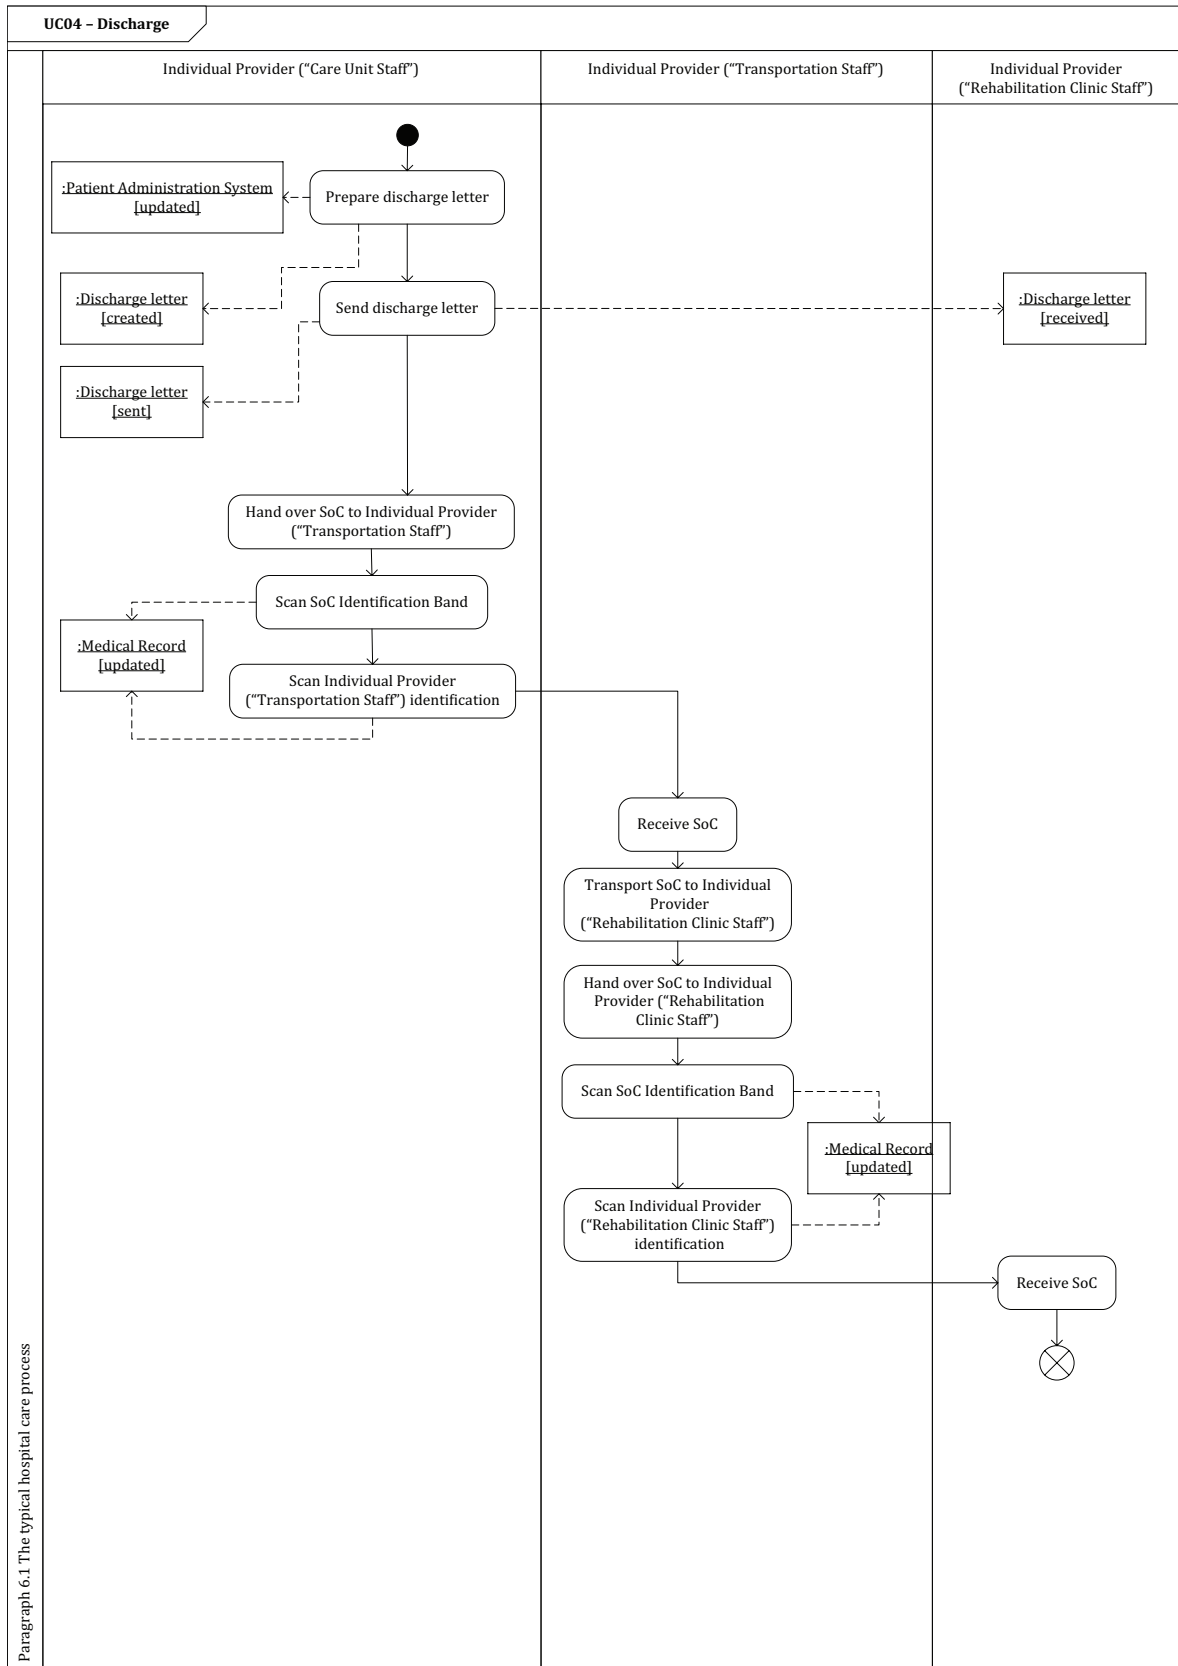 UC04 – Discharge
Individual Provider (“Care Unit Staff”)
Individual Provider (“Transportation Staff”)
Individual Provider
(“Rehabilitation Clinic Staff”)
:Patient Administration System
[updated]
Prepare discharge letter
:Discharge letter
[created]
Send discharge letter
:Discharge letter
[received]
:Discharge letter
[sent]
Hand over SoC to Individual Provider
(“Transportation Staff”)
Scan SoC Identification Band
:Medical Record
[updated]
Scan Individual Provider
(“Transportation Staff”) identification
Receive SoC
Transport SoC to Individual
Provider
(“Rehabilitation Clinic Staff”)
Hand over SoC to Individual
Provider (“Rehabilitation
Clinic Staff”)
Scan SoC Identification Band
:Medical Record
[updated]
Scan Individual Provider
(“Rehabilitation Clinic Staff”)
identification
Receive SoC
Paragraph 6.1 The typical hospital care process